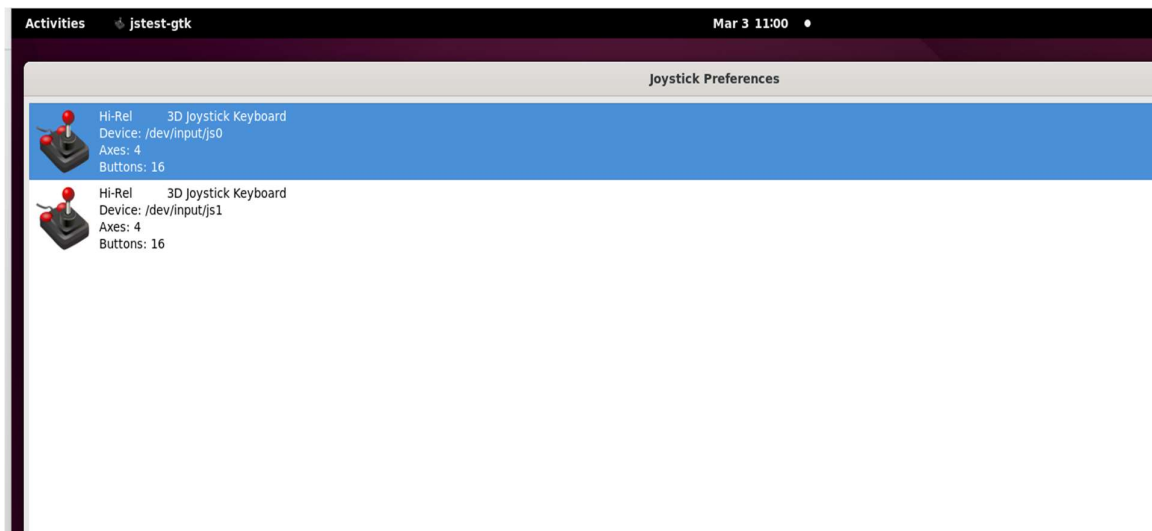 Activities jstest-gtk Mar 3 11:00
Joystick Preferences
Hi-Rel 3D Joystick Keyboard
Device: /dev/input/js0
Axes: 4
Buttons: 16
Hi-Rel 3D Joystick Keyboard
Device: /dev/input/js1
Axes: 4
Buttons: 16